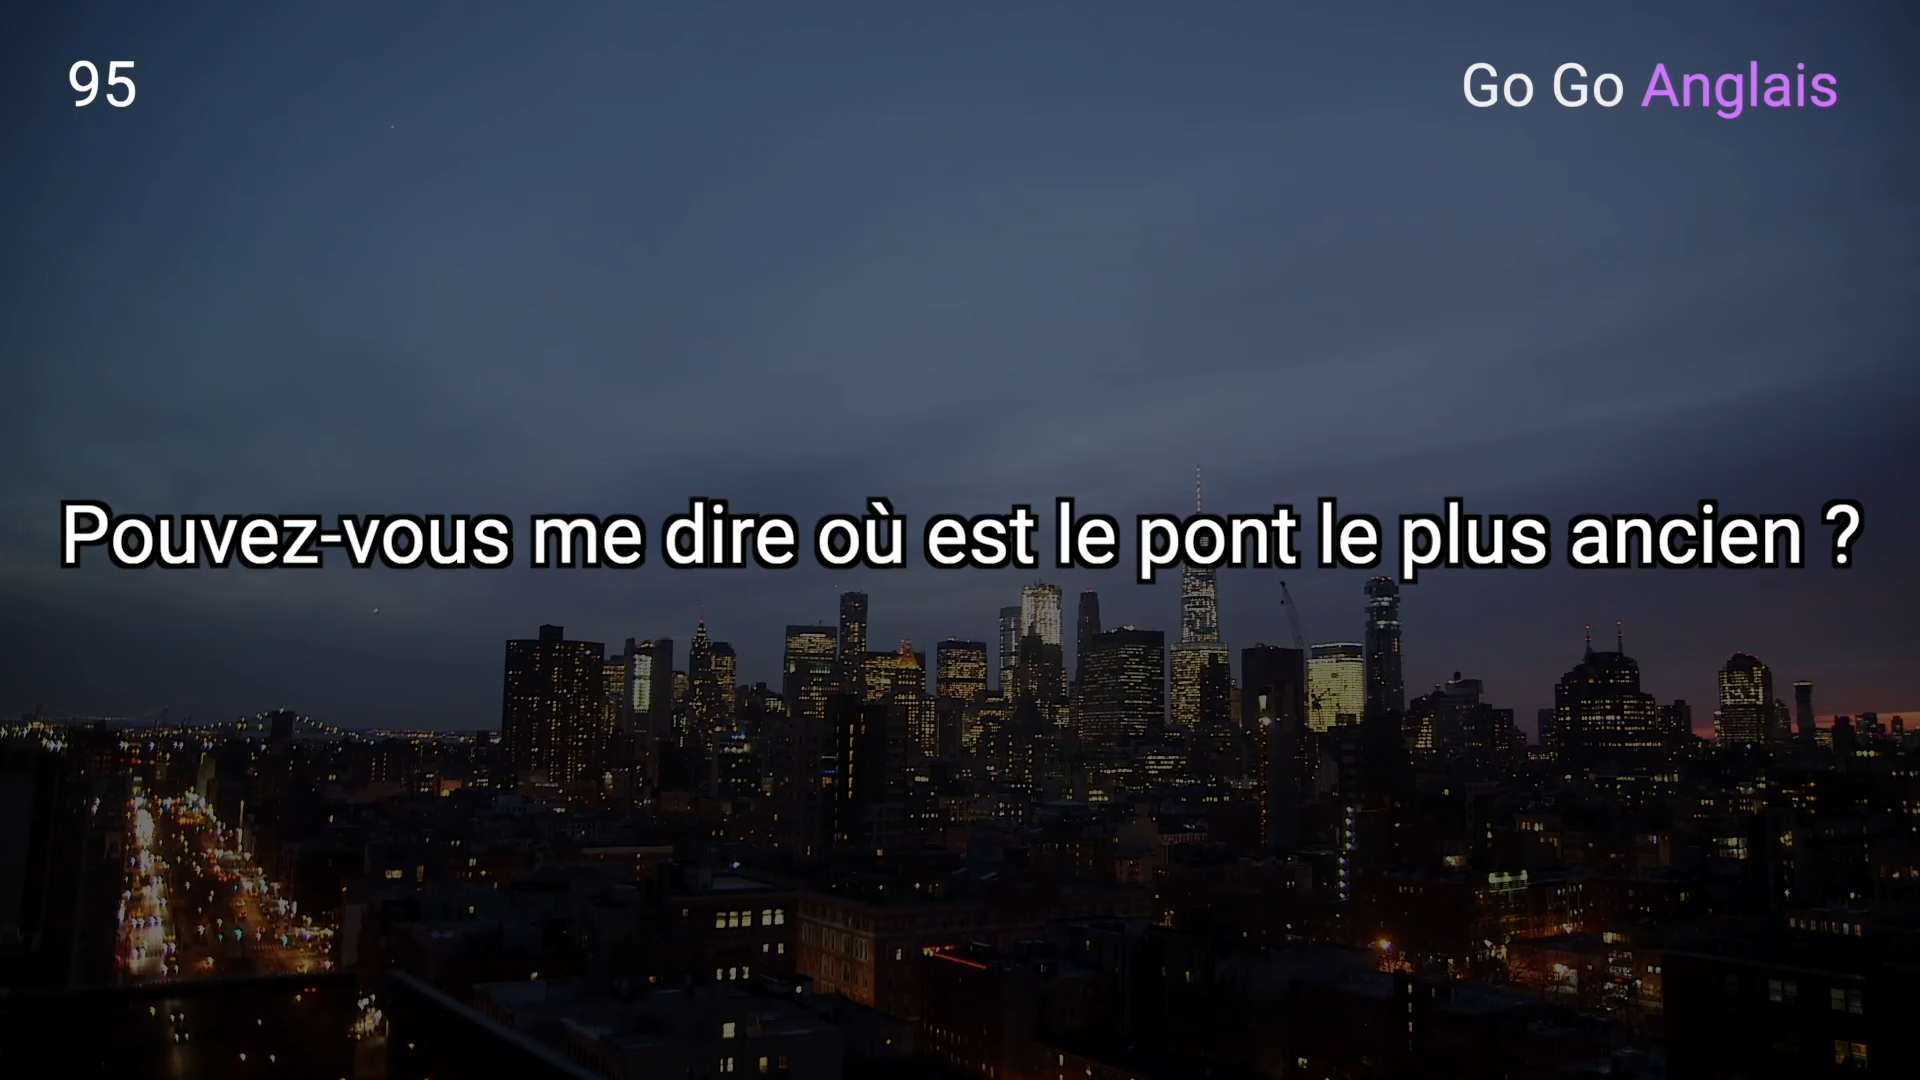 95
Go Go Anglais
Pouvez-vous me dire où est le pont le plus ancien ?